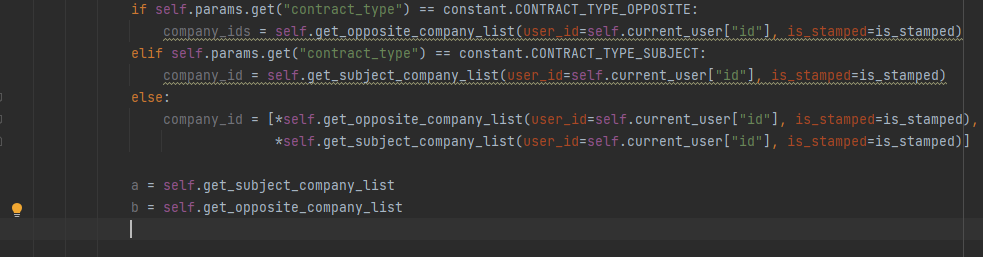 if self.params.get("contract_type") == constant.CONTRACT_TYPE_OPPOSITE:
company_ids = self.get_opposite_company_list(user_id=self.current_user["id"], is_stamped=is_stamped)
elif self.params.get("contract_type") == constant.CONTRACT_TYPE_SUBJECT:
company_id = self.get_subject_company_list(user_id=self.current_user["id"], is_stamped=is_stamped)
else:
company_id = [*self.get_opposite_company_list(user_id=self.current_user["id"], is_stamped=is_stamped),
*self.get_subject_company_list(user_id=self.current_user["id"], is_stamped=is_stamped)]
a = self.get_subject_company_list
b = self.get_opposite_company_list